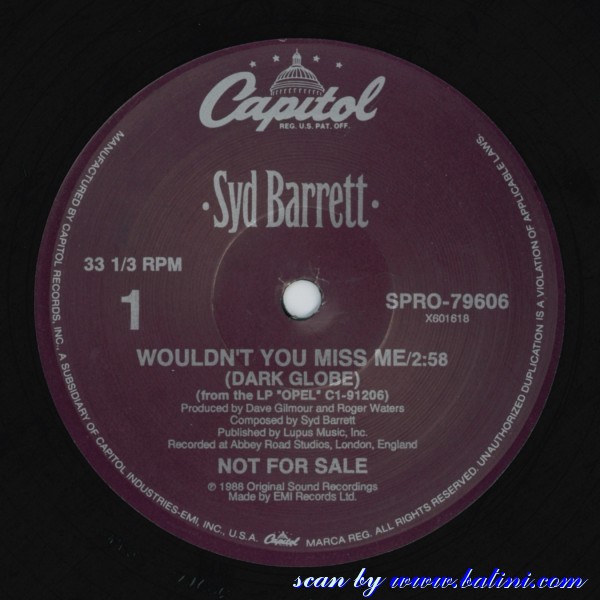 Capitol
REG. U.S. PAT. OFF.
·Syd Barrett·
33 1/3 RPM
1
SPRO-79606
X601618
WOULDN'T YOU MISS ME/2:58
(DARK GLOBE)
(from the LP "OPEL" C1-91206)
Produced by Dave Gilmour and Roger Waters
Composed by Syd Barrett
Published by Lupus Music, Inc.
Recorded at Abbey Road Studios, London, England
NOT FOR SALE
℗ 1988 Original Sound Recordings
Made by EMI Records Ltd.
MANUFACTURED BY CAPITOL RECORDS, INC., A SUBSIDIARY OF CAPITOL INDUSTRIES-EMI, INC., U.S.A. Capitol MARCA REG. ALL RIGHTS RESERVED. UNAUTHORIZED DUPLICATION IS A VIOLATION OF APPLICABLE LAWS.
scan by www.batini.com